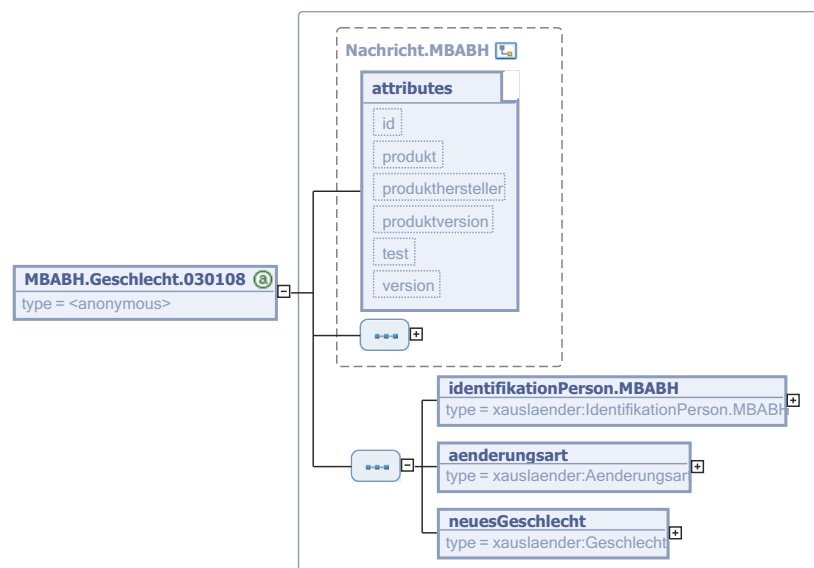 Nachricht.MBABH
attributes
id
produkt
produkthersteller
produktversion
test
version
MBABH.Geschlecht.030108 a
type = <anonymous>
identifikationPerson.MBABH
type = xauslaender:IdentifikationPerson.MBABH
aenderungsart
type = xauslaender:Aenderungsart
neuesGeschlecht
type = xauslaender:Geschlecht